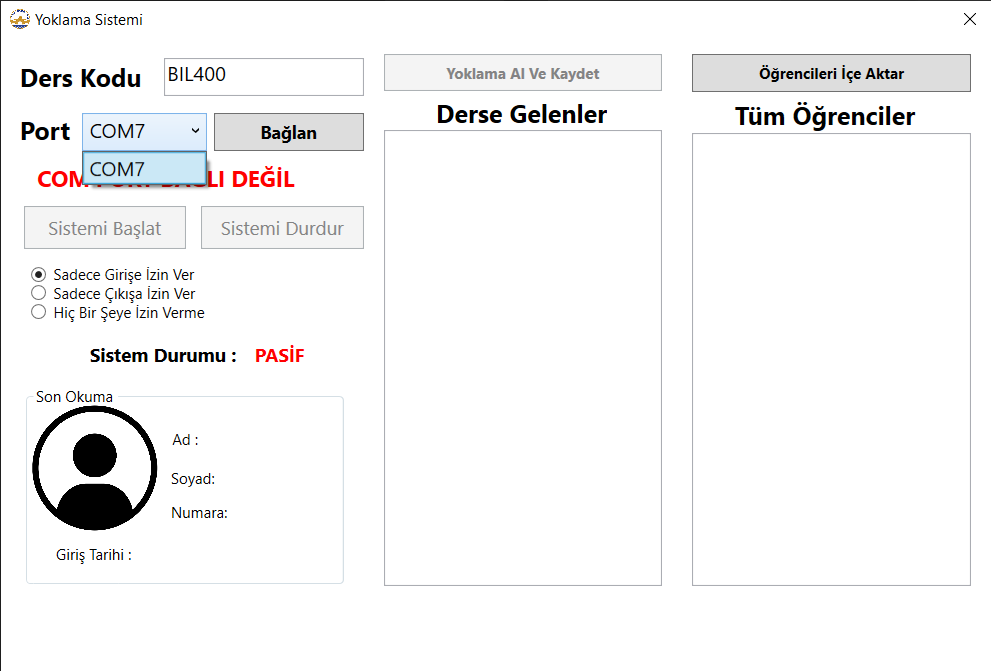 Yoklama Sistemi
Ders Kodu
BIL400
Port
COM7
Bağlan
COM7
COM
DEĞİL
Sistemi Başlat
Sistemi Durdur
Sadece Girişe İzin Ver
Sadece Çıkışa İzin Ver
Hiç Bir Şeye İzin Verme
Sistem Durumu : PASİF
Son Okuma
Ad :
Soyad:
Numara:
Giriş Tarihi :
Yoklama Al Ve Kaydet
Derse Gelenler
Öğrencileri İçe Aktar
Tüm Öğrenciler